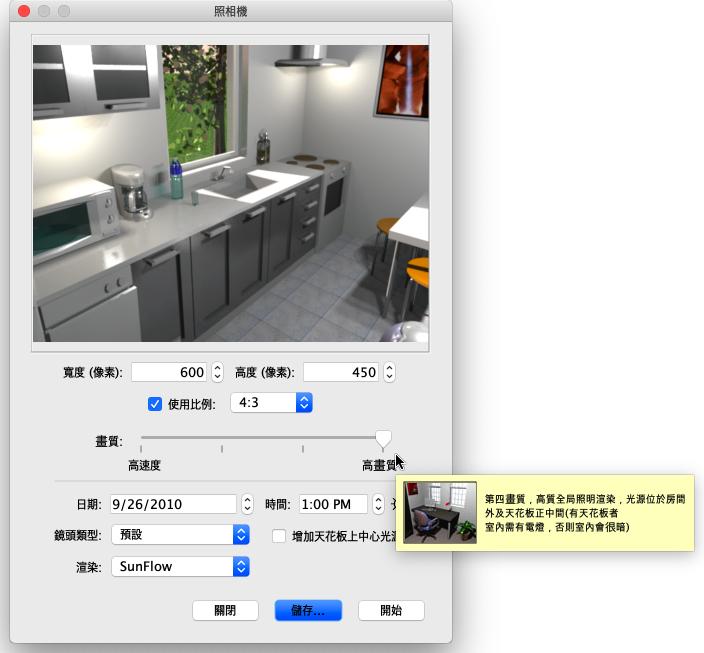 照相機
寬度 (像素): 600 高度 (像素): 450
使用比例: 4:3
畫質:
高速度 高畫質
第四畫質，高質全局照明渲染，光源位於房間
外及天花板正中間(有天花板者
室內需有電燈，否則室內會很暗)
日期: 9/26/2010 時間: 1:00 PM
鏡頭類型: 預設 增加天花板上中心光源
渲染: SunFlow
關閉 儲存... 開始